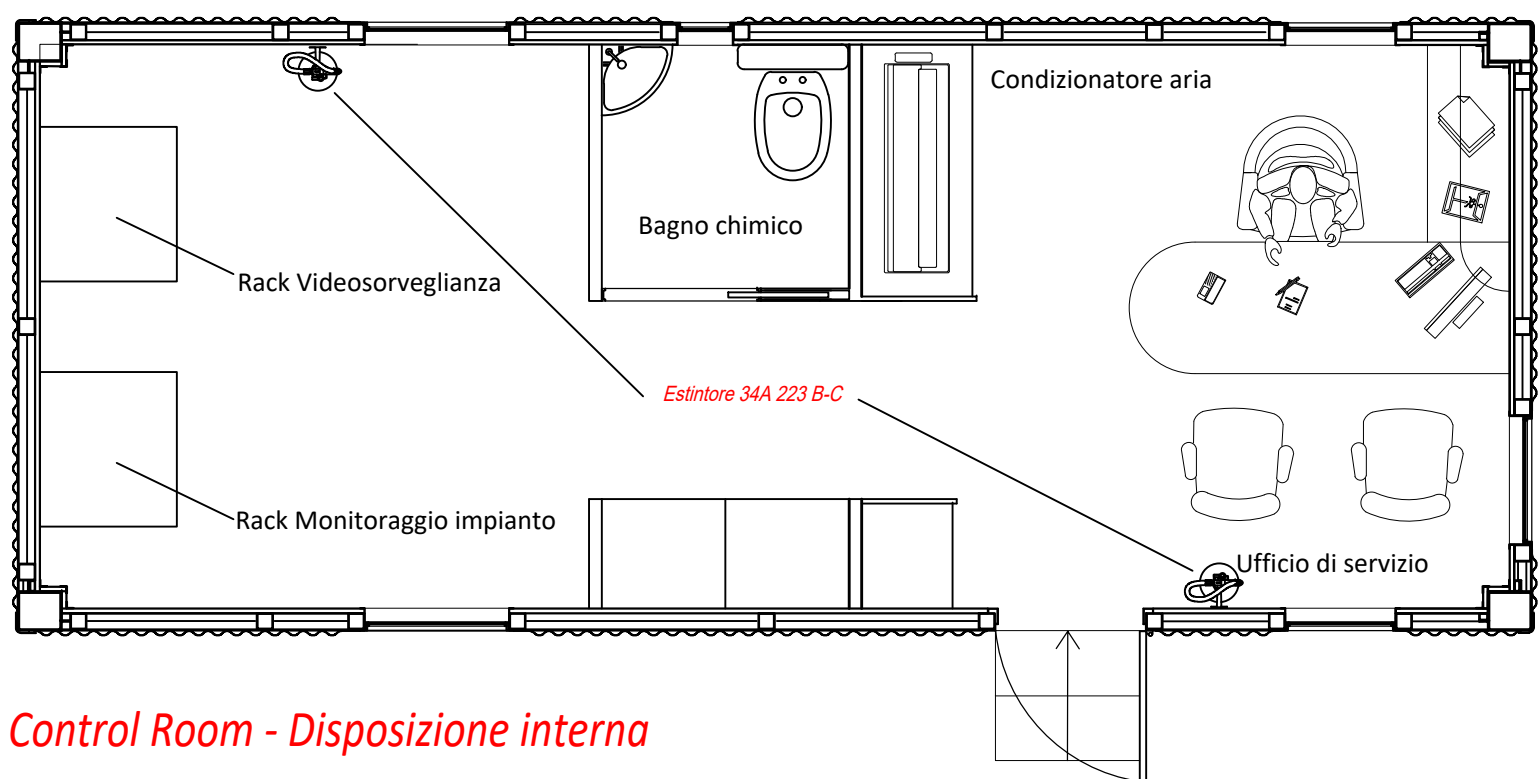 Condizionatore aria
Bagno chimico
Rack Videosorveglianza
Estintore 34A 223 B-C
Rack Monitoraggio impianto
Ufficio di servizio
Control Room - Disposizione interna